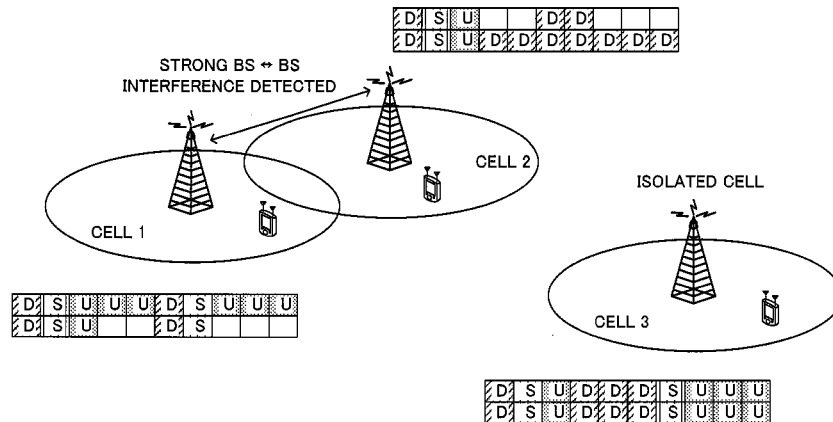 D S U D D
D S U D D D D D D D
STRONG BS ↔ BS
INTERFERENCE DETECTED
CELL 2
ISOLATED CELL
CELL 1
CELL 3
D S U U U D S U U U
D S U D S
D S U D D D S U U U
D S U D D D S U U U